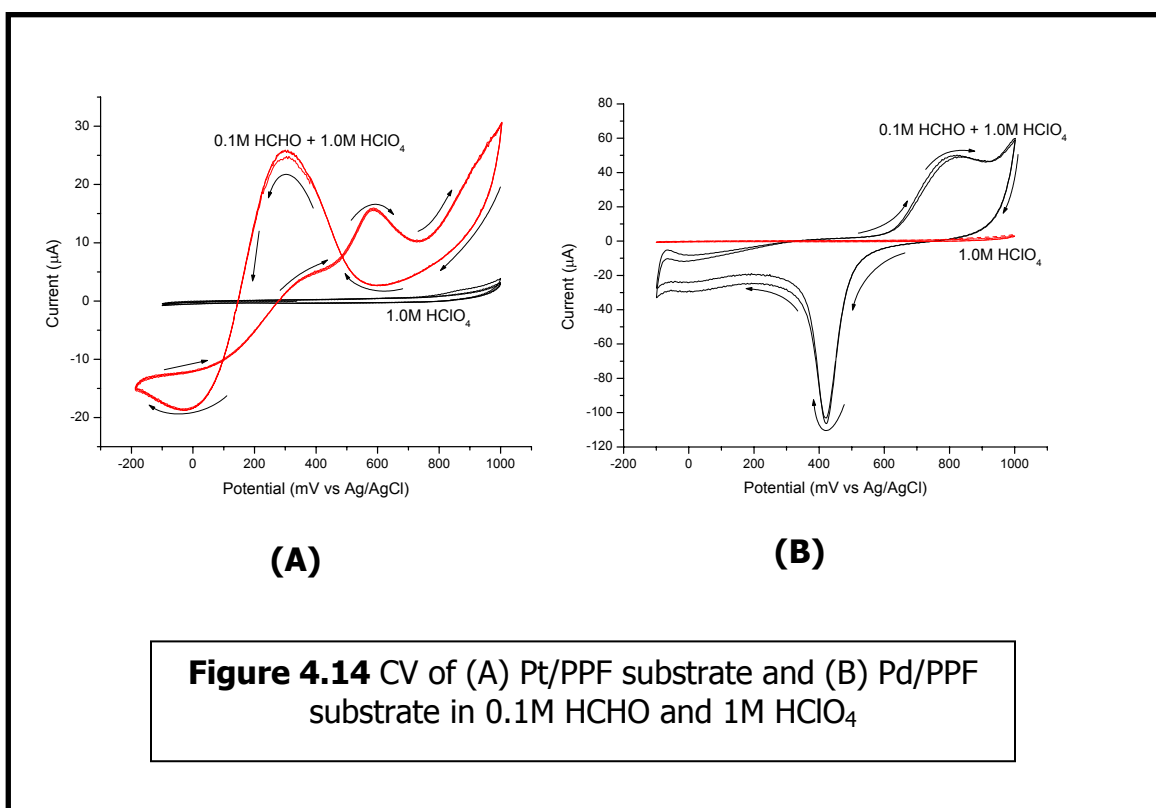 30
20
10
0
-10
-20
Current (μA)
0.1M HCHO + 1.0M HClO₄
1.0M HClO₄
-200 0 200 400 600 800 1000
Potential (mV vs Ag/AgCl)
(A)
80
60
40
20
0
-20
-40
-60
-80
-100
-120
Current (μA)
0.1M HCHO + 1.0M HClO₄
1.0M HClO₄
-200 0 200 400 600 800 1000
Potential (mV vs Ag/AgCl)
(B)
Figure 4.14 CV of (A) Pt/PPF substrate and (B) Pd/PPF
substrate in 0.1M HCHO and 1M HClO₄